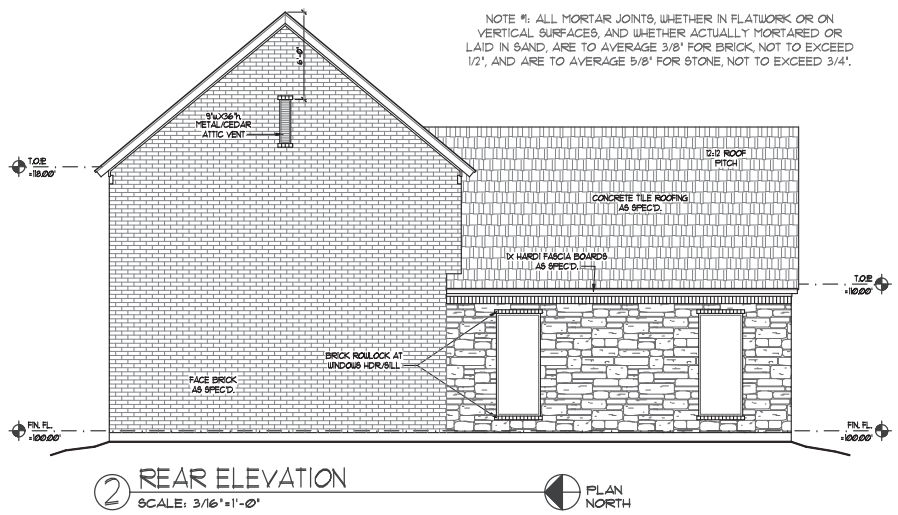 NOTE #1: ALL MORTAR JOINTS, WHETHER IN FLATWORK OR ON
VERTICAL SURFACES, AND WHETHER ACTUALLY MORTARED OR
LAID IN SAND, ARE TO AVERAGE 3/8" FOR BRICK, NOT TO EXCEED
1/2", AND ARE TO AVERAGE 5/8" FOR STONE, NOT TO EXCEED 3/4".
6'-0"
9"wX36"h
METAL/CEDAR
ATTIC VENT
12:12 ROOF
PITCH
T.O.P.
=118.00'
CONCRETE TILE ROOFING
AS SPEC'D.
1X HARDI FASCIA BOARDS
AS SPEC'D.
T.O.P.
=110.00'
BRICK ROWLOCK AT
WINDOWS HDR/SILL
FACE BRICK
AS SPEC'D.
FIN. FL.
=100.00'
FIN. FL.
=100.00'
2 REAR ELEVATION
SCALE: 3/16"=1'-0"
PLAN
NORTH